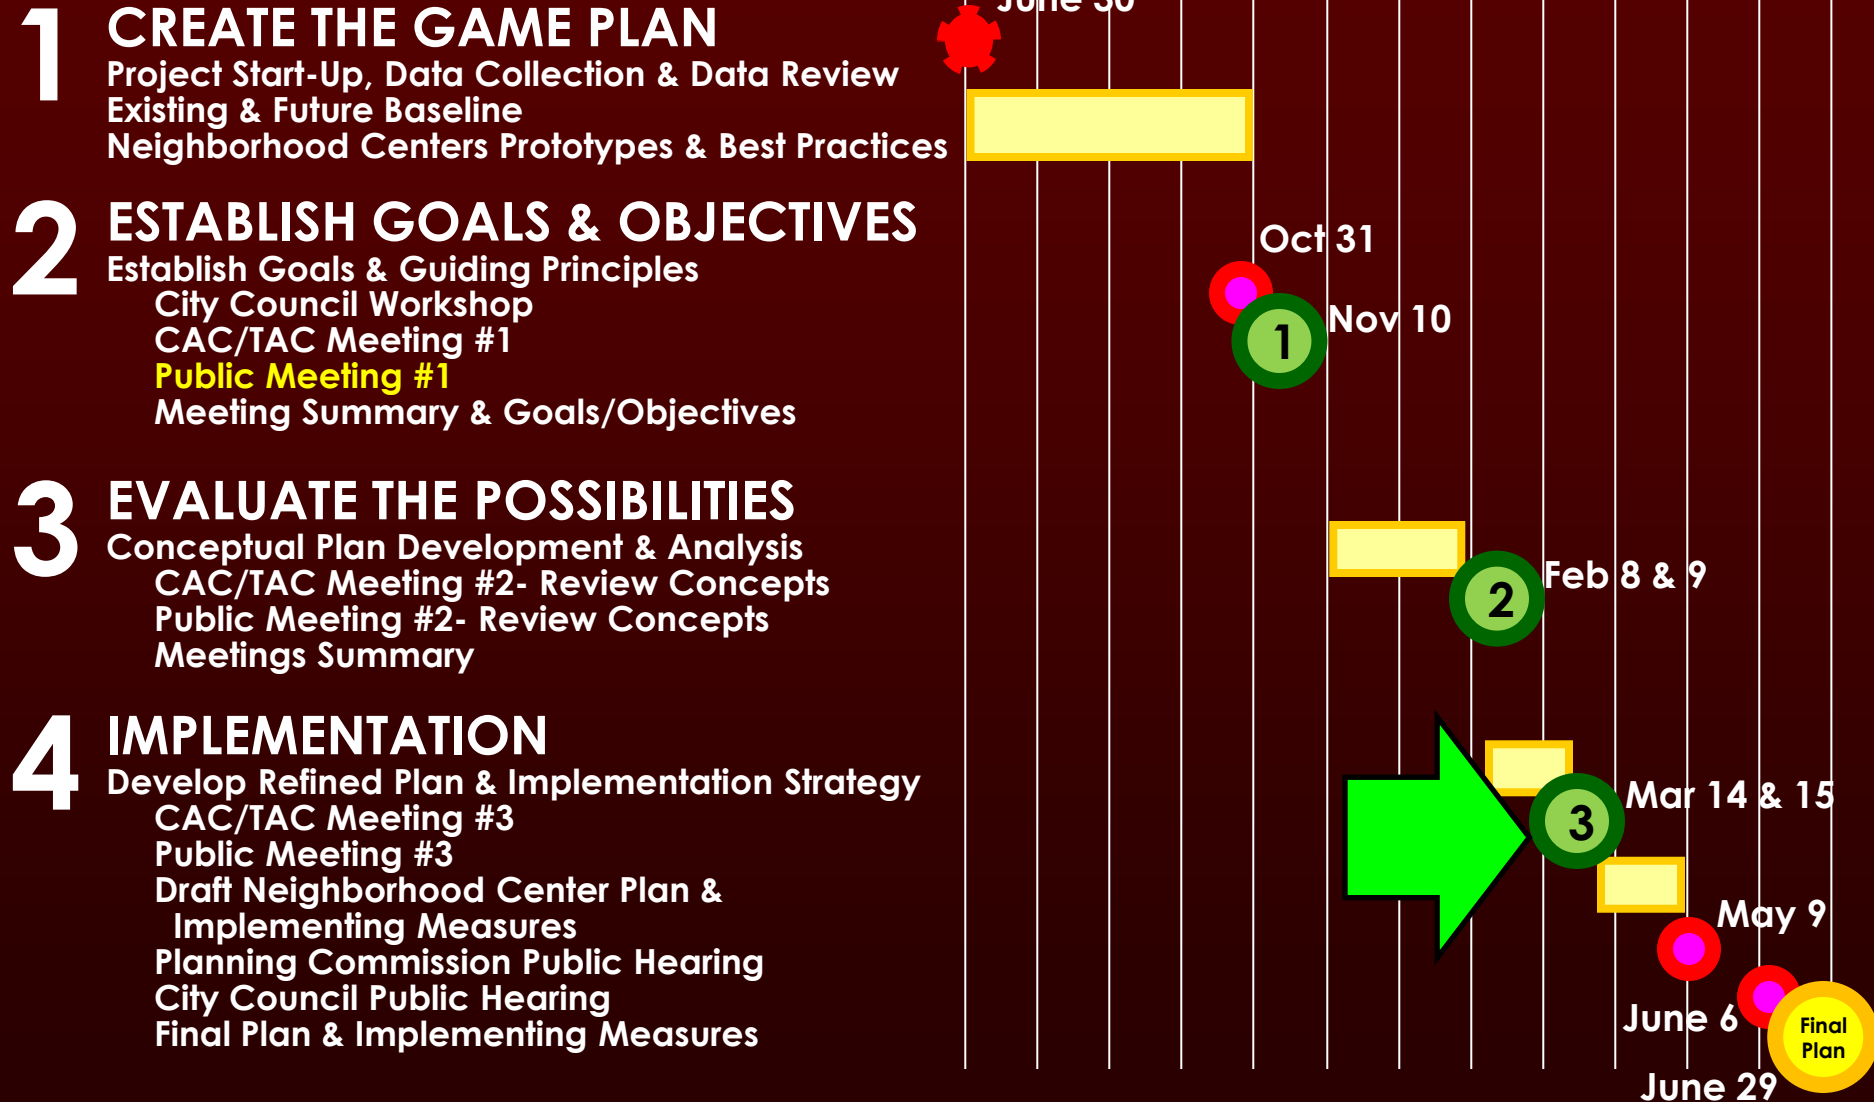 June 30
1 CREATE THE GAME PLAN
Project Start-Up, Data Collection & Data Review
Existing & Future Baseline
Neighborhood Centers Prototypes & Best Practices
2 ESTABLISH GOALS & OBJECTIVES
Establish Goals & Guiding Principles
City Council Workshop
CAC/TAC Meeting #1
Public Meeting #1
Meeting Summary & Goals/Objectives
Oct 31
Nov 10
1
3 EVALUATE THE POSSIBILITIES
Conceptual Plan Development & Analysis
CAC/TAC Meeting #2- Review Concepts
Public Meeting #2- Review Concepts
Meetings Summary
Feb 8 & 9
2
4 IMPLEMENTATION
Develop Refined Plan & Implementation Strategy
CAC/TAC Meeting #3
Public Meeting #3
Draft Neighborhood Center Plan &
Implementing Measures
Planning Commission Public Hearing
City Council Public Hearing
Final Plan & Implementing Measures
Mar 14 & 15
3
May 9
June 6
Final
Plan
June 29